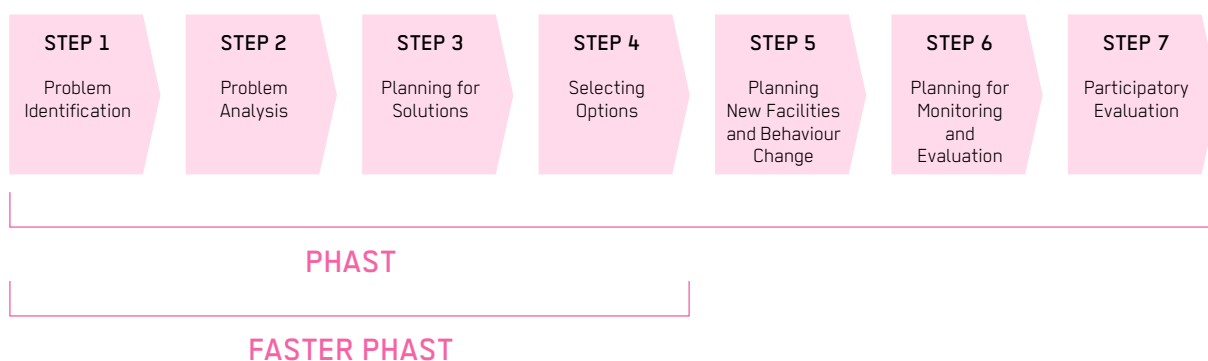 STEP 1
Problem
Identification
STEP 2
Problem
Analysis
STEP 3
Planning for
Solutions
STEP 4
Selecting
Options
STEP 5
Planning
New Facilities
and Behaviour
Change
STEP 6
Planning for
Monitoring
and
Evaluation
STEP 7
Participatory
Evaluation
PHAST
FASTER PHAST